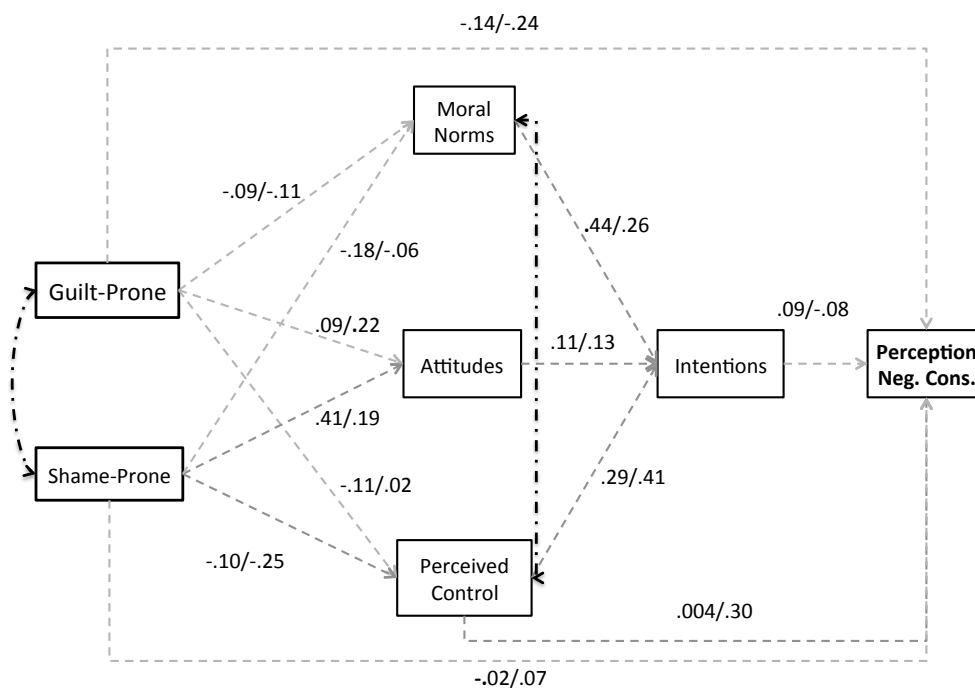 -.14/-.24
Moral
Norms
-.09/-.11
.44/.26
-.18/-.06
Guilt-Prone
.09/-.08
.09/.22
.11/.13
Attitudes
Intentions
Perception
Neg. Cons.
.41/.19
Shame-Prone
-.11/.02
.29/.41
-.10/-.25
Perceived
Control
.004/.30
-.02/.07